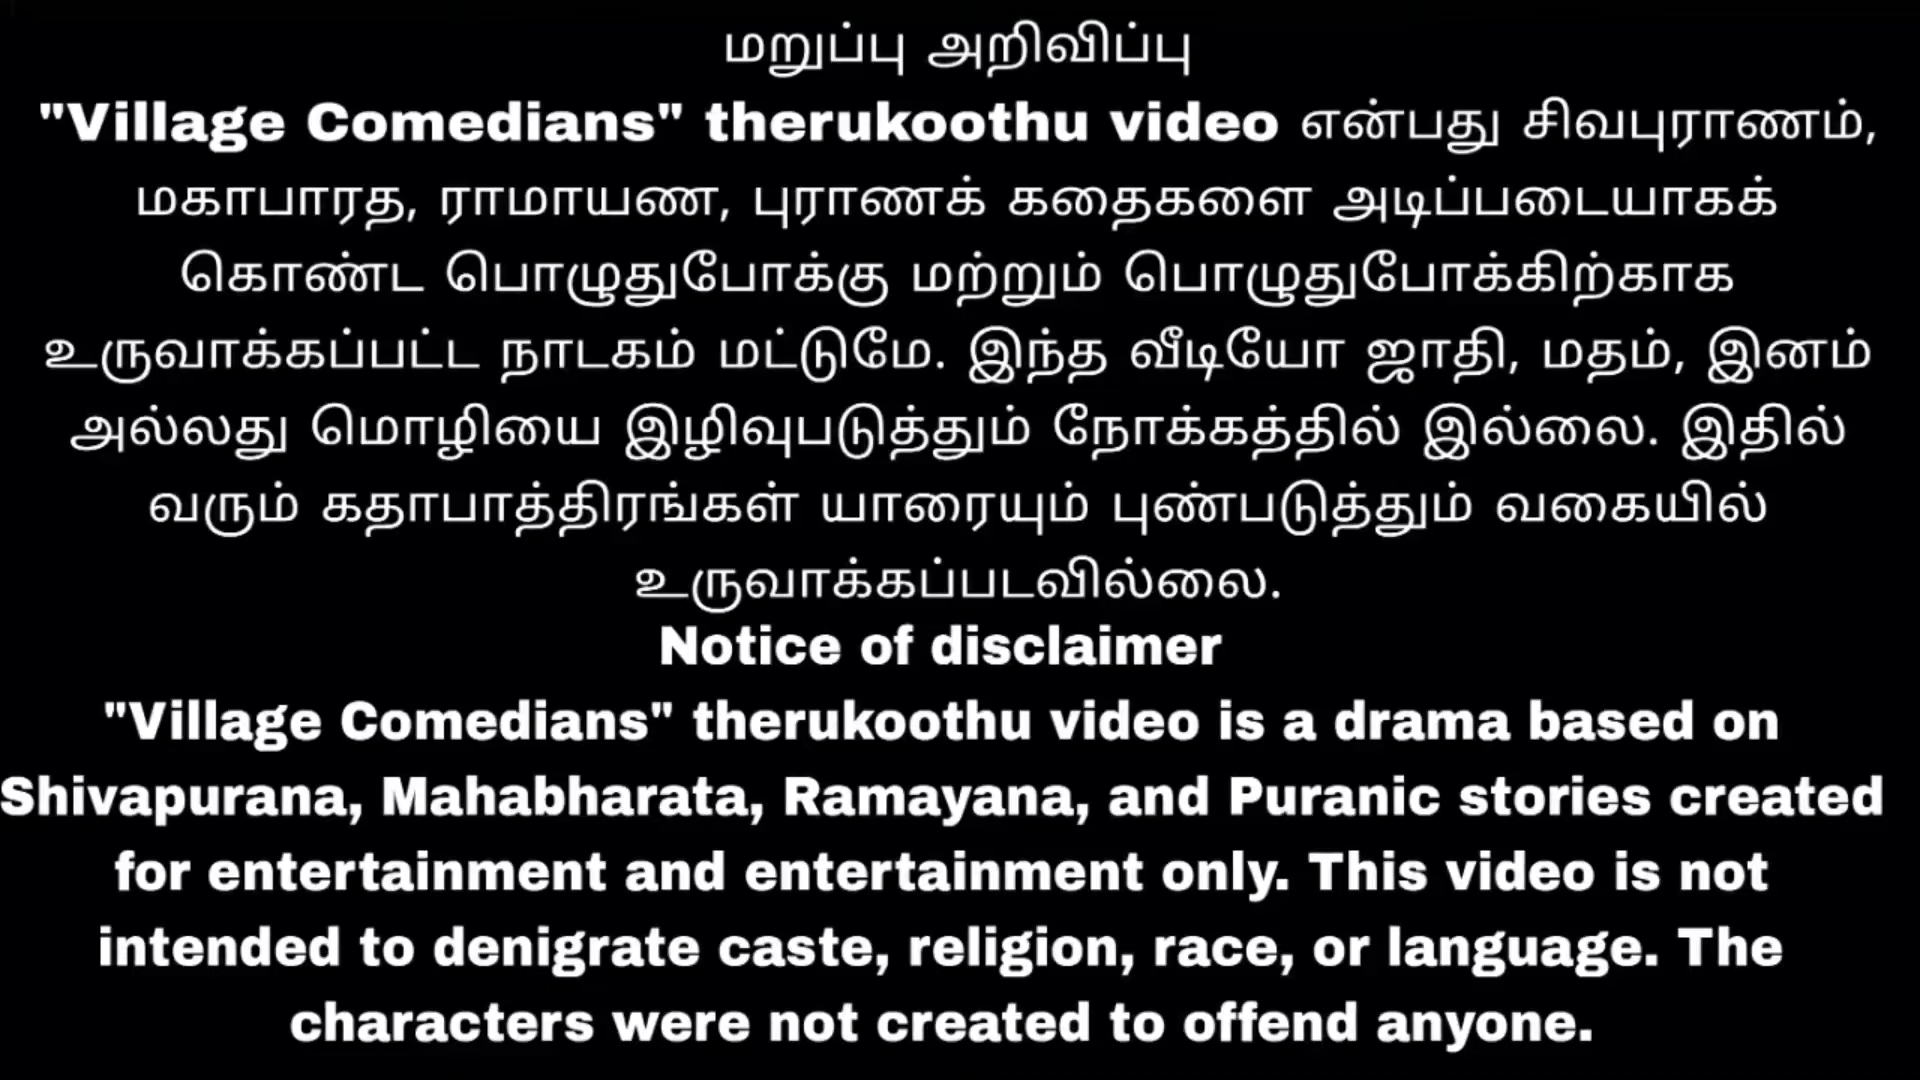 மறுப்பு அறிவிப்பு
"Village Comedians" therukoothu video என்பது சிவபுராணம்,
மகாபாரத, ராமாயண, புராணக் கதைகளை அடிப்படையாகக்
கொண்ட பொழுதுபோக்கு மற்றும் பொழுதுபோக்கிற்காக
உருவாக்கப்பட்ட நாடகம் மட்டுமே. இந்த வீடியோ ஜாதி, மதம், இனம்
அல்லது மொழியை இழிவுபடுத்தும் நோக்கத்தில் இல்லை. இதில்
வரும் கதாபாத்திரங்கள் யாரையும் புண்படுத்தும் வகையில்
உருவாக்கப்படவில்லை.
Notice of disclaimer
"Village Comedians" therukoothu video is a drama based on
Shivapurana, Mahabharata, Ramayana, and Puranic stories created
for entertainment and entertainment only. This video is not
intended to denigrate caste, religion, race, or language. The
characters were not created to offend anyone.